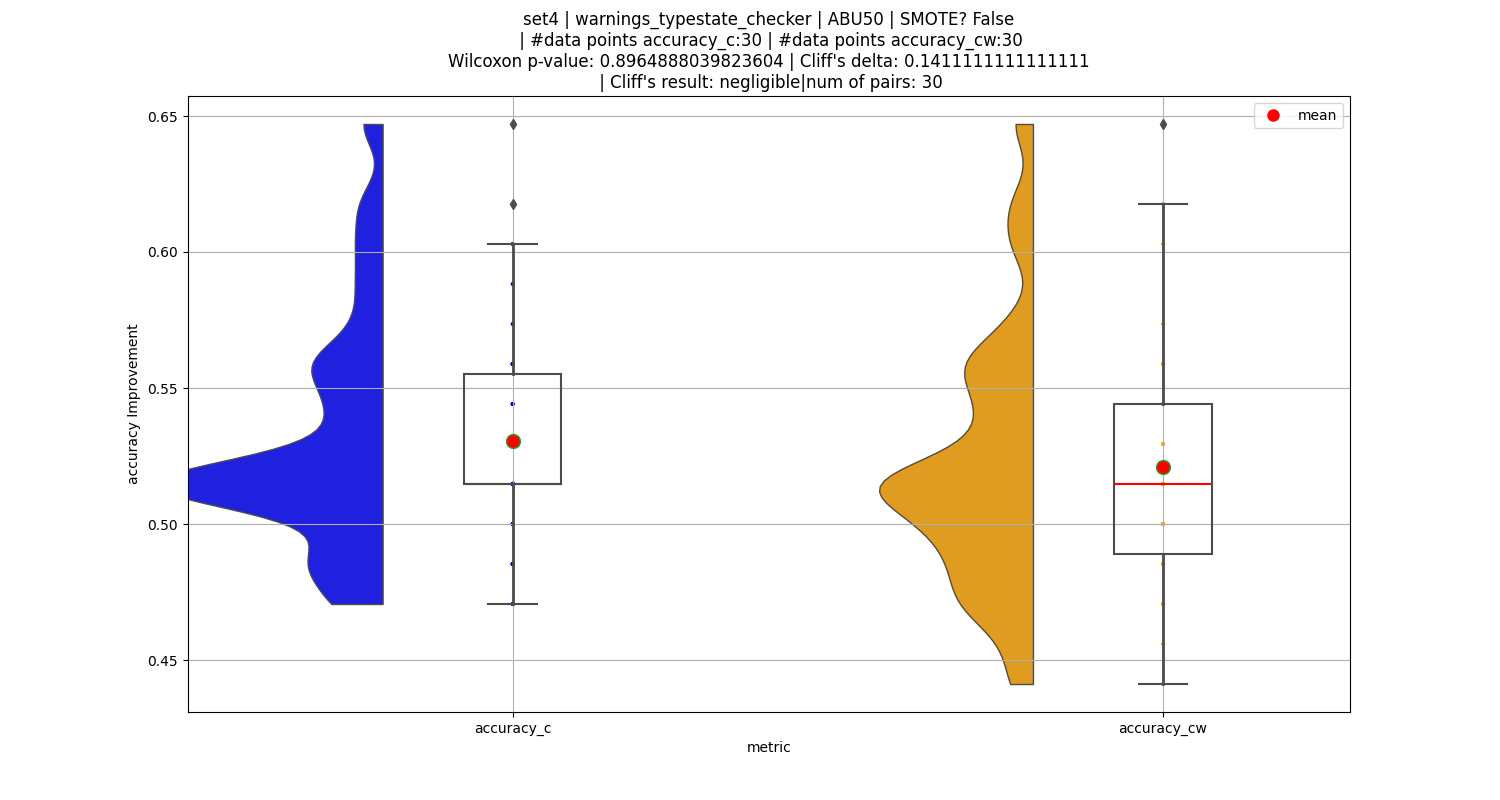 set4 | warnings_typestate_checker | ABU50 | SMOTE? False
| #data points accuracy_c:30 | #data points accuracy_cw:30
Wilcoxon p-value: 0.8964888039823604 | Cliff's delta: 0.1411111111111111
| Cliff's result: negligible|num of pairs: 30
mean
accuracy Improvement
0.65
0.60
0.55
0.50
0.45
accuracy_c
accuracy_cw
metric